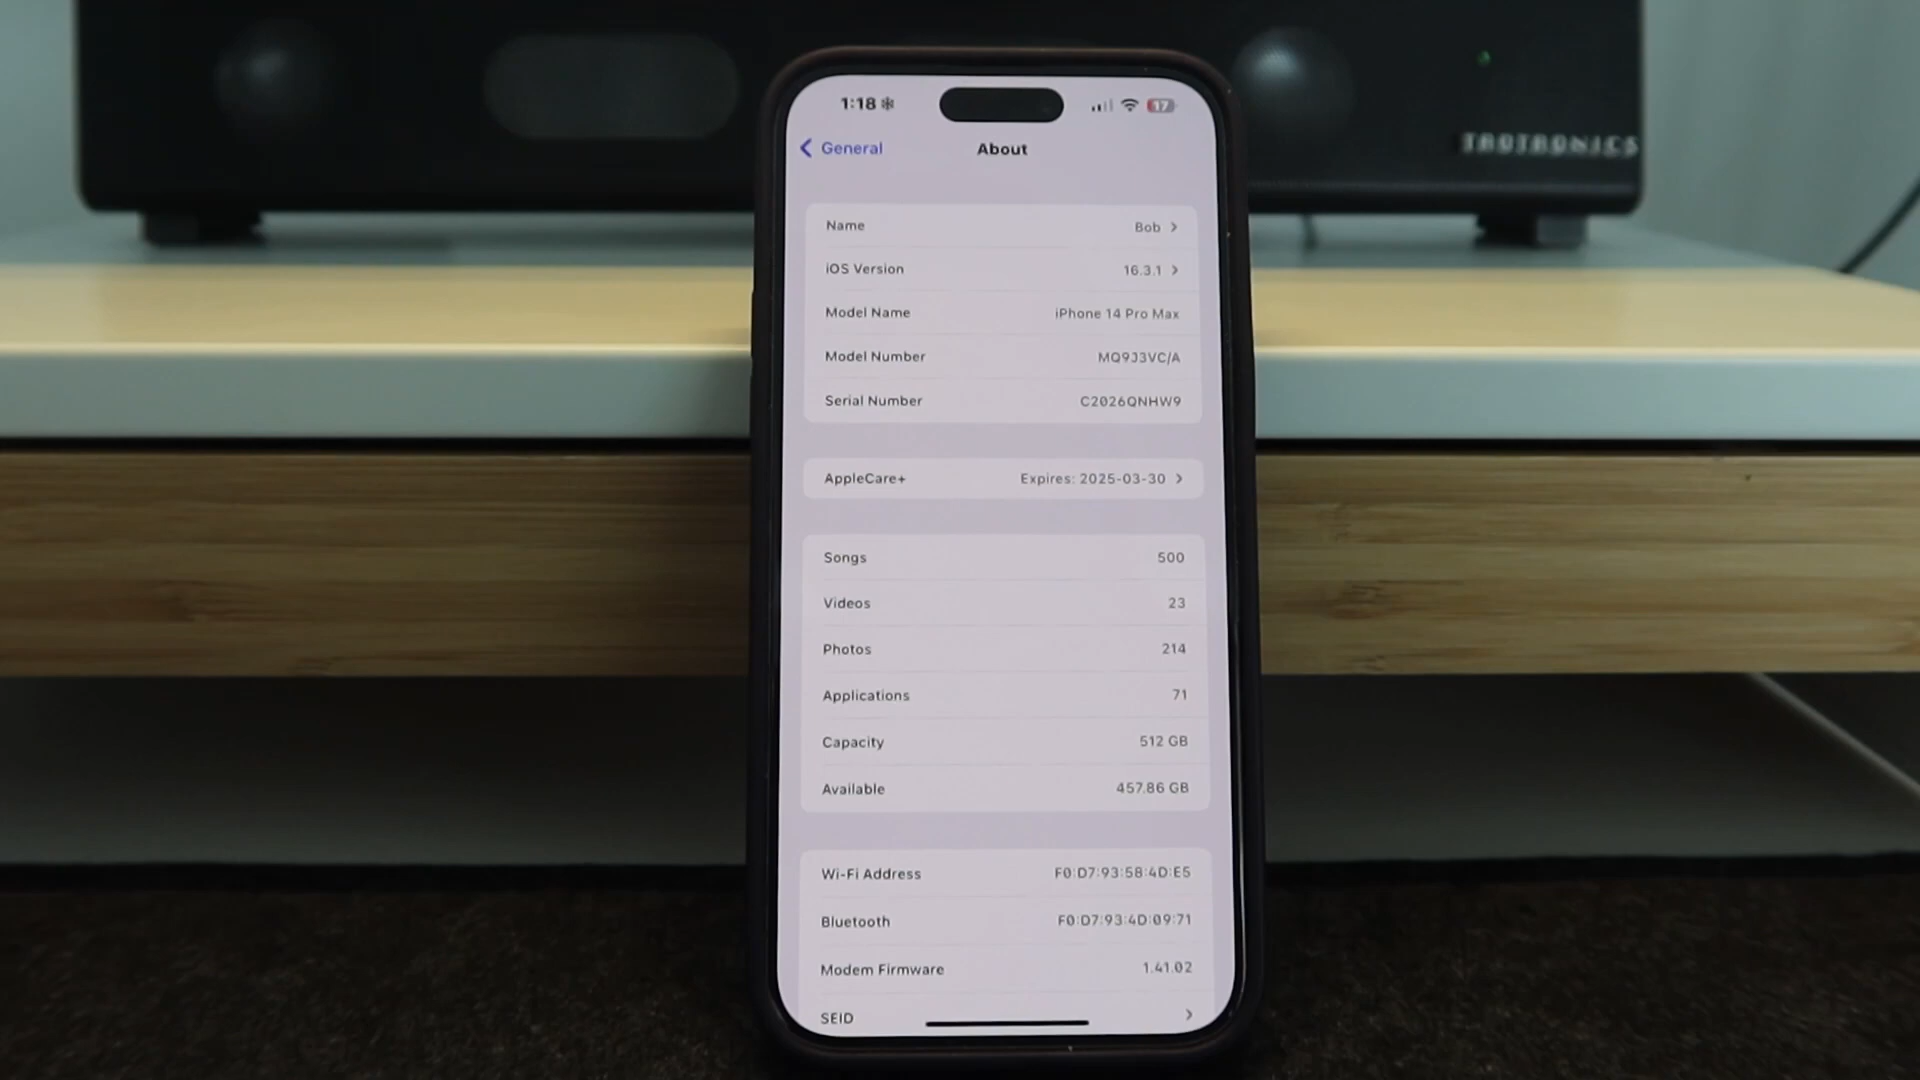 TROTRONICS
1:18 17
General About
Name Bob
iOS Version 16.3.1
Model Name iPhone 14 Pro Max
Model Number MQ9J3VC/A
Serial Number C2026QNHW9
AppleCare+ Expires: 2025-03-30
Songs 500
Videos 23
Photos 214
Applications 71
Capacity 512 GB
Available 457.86 GB
Wi-Fi Address F0:D7:93:58:4D:E5
Bluetooth F0:D7:93:4D:09:71
Modem Firmware 1.41.02
SEID